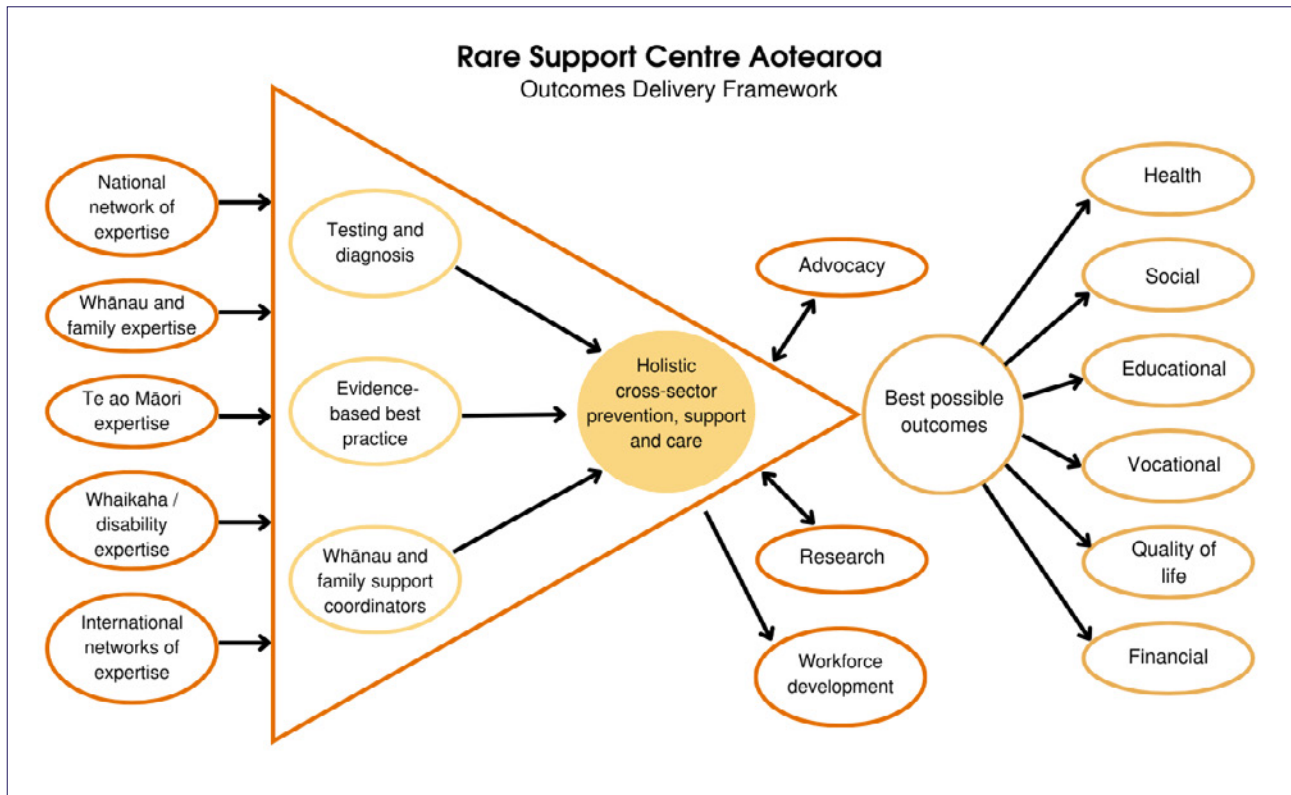 Rare Support Centre Aotearoa
Outcomes Delivery Framework
National
network of
expertise
Whānau and
family expertise
Te ao Māori
expertise
Whaikaha /
disability
expertise
International
networks of
expertise
Testing and
diagnosis
Evidence-
based best
practice
Whānau and
family support
coordinators
Holistic
cross-sector
prevention, support
and care
Advocacy
Research
Workforce
development
Best possible
outcomes
Health
Social
Educational
Vocational
Quality of
life
Financial